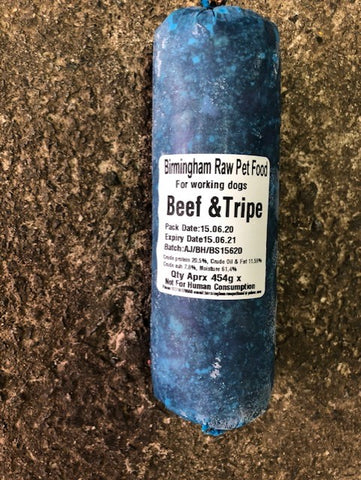 Birmingham Raw Pet Food
For working dogs
Beef &Tripe
Pack Date:15.06.20
Expiry Date15.06.21
Batch:AJ/BH/BS15620
Crude protein 20.5%, Crude Oil & Fat 11.55%
Crude ash 7.6%, Moisture 61.4%
Qty Aprx 454g x
Not For Human Consumption